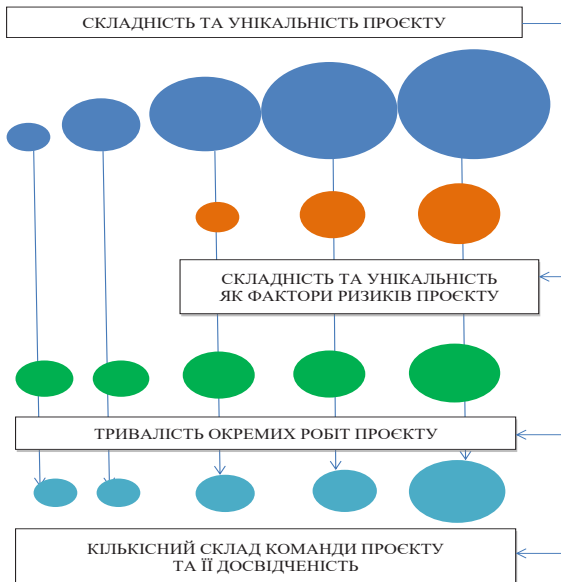 СКЛАДНІСТЬ ТА УНІКАЛЬНІСТЬ ПРОЄКТУ
СКЛАДНІСТЬ ТА УНІКАЛЬНІСТЬ
ЯК ФАКТОРИ РИЗИКІВ ПРОЄКТУ
ТРИВАЛІСТЬ ОКРЕМИХ РОБІТ ПРОЄКТУ
КІЛЬКІСНИЙ СКЛАД КОМАНДИ ПРОЄКТУ
ТА ЇЇ ДОСВІДЧЕНІСТЬ